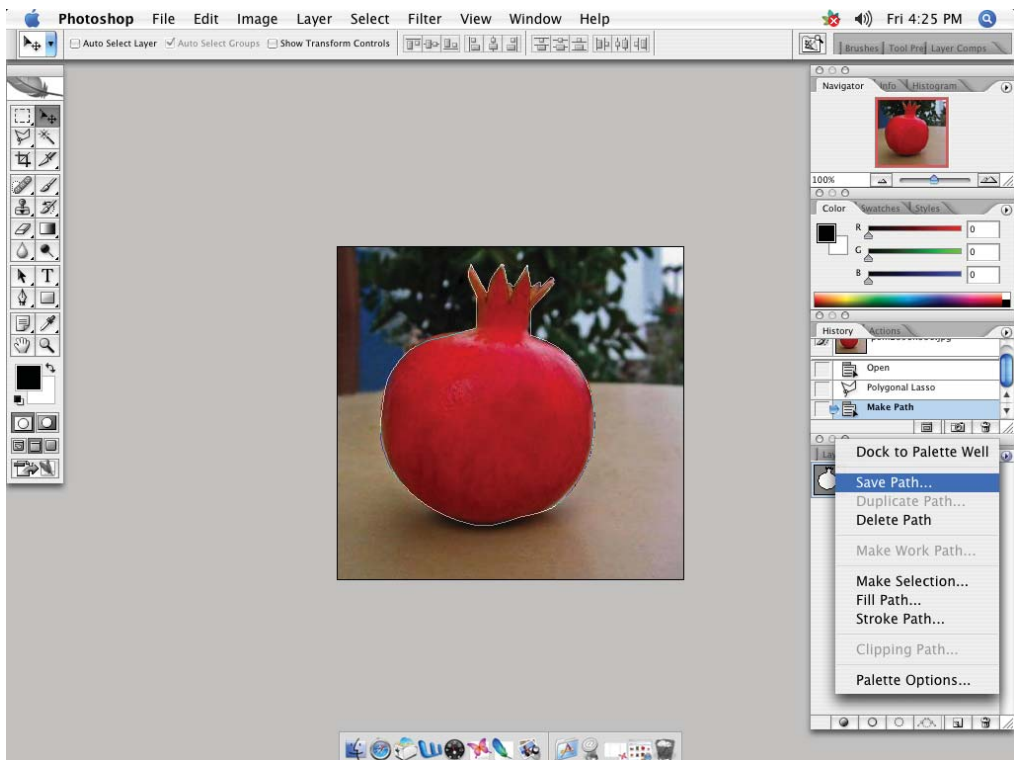 Photoshop File Edit Image Layer Select Filter View Window Help Fri 4:25 PM
Auto Select Layer Auto Select Groups Show Transform Controls
Brushes Tool Pre Layer Comps
Navigator Info Histogram
100%
Color Swatches Styles
R 0
G 0
B 0
History Actions
Open
Polygonal Lasso
Make Path
Dock to Palette Well
Save Path...
Duplicate Path...
Delete Path
Make Work Path...
Make Selection...
Fill Path...
Stroke Path...
Clipping Path...
Palette Options...